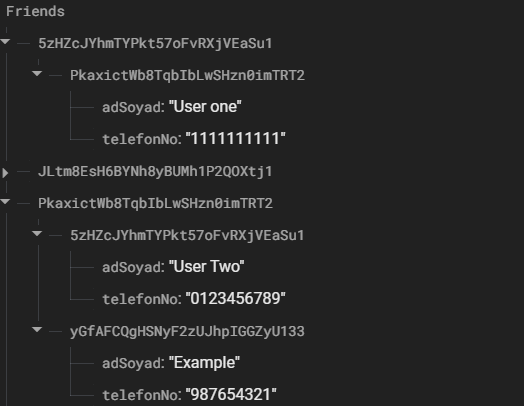 Friends
5zHZcJYhmTYPkt57oFvRXjVEaSu1
PkaxictWb8TqbIbLwSHzn0imTRT2
adSoyad: "User one"
telefonNo: "1111111111"
JLtm8EsH6BYNh8yBUMh1P2QOXtj1
PkaxictWb8TqbIbLwSHzn0imTRT2
5zHZcJYhmTYPkt57oFvRXjVEaSu1
adSoyad: "User Two"
telefonNo: "0123456789"
yGfAFCQgHSNyF2zUJhpIGGZyU133
adSoyad: "Example"
telefonNo: "987654321"